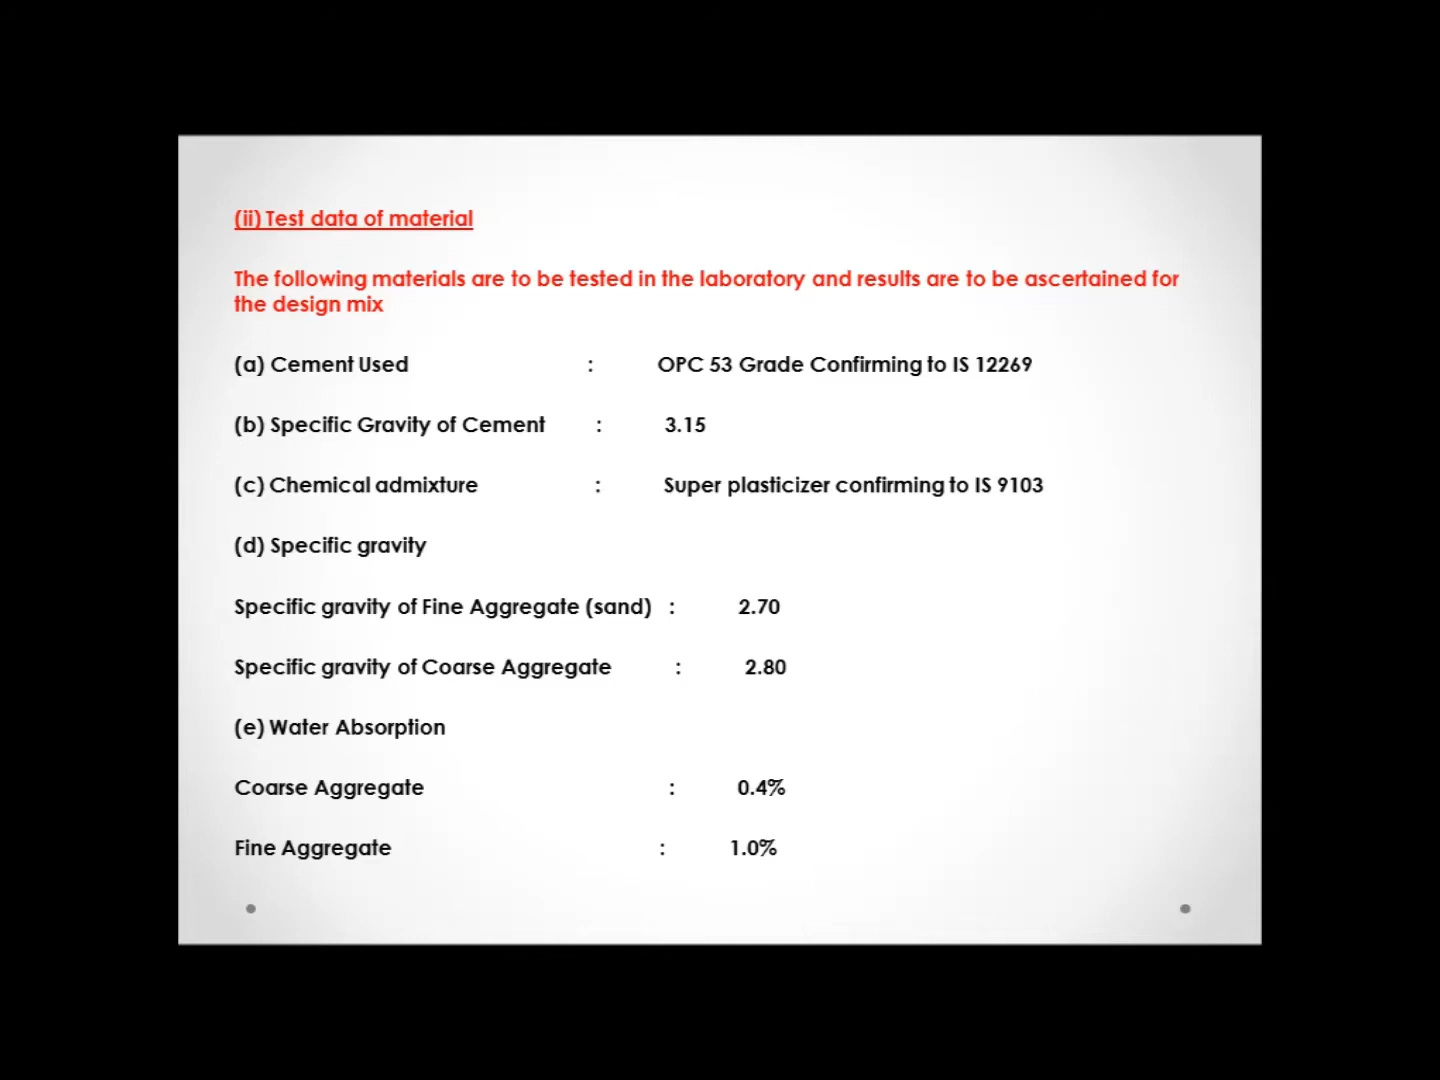 (ii) Test data of material
The following materials are to be tested in the laboratory and results are to be ascertained for
the design mix
(a) Cement Used : OPC 53 Grade Confirming to IS 12269
(b) Specific Gravity of Cement : 3.15
(c) Chemical admixture : Super plasticizer confirming to IS 9103
(d) Specific gravity
Specific gravity of Fine Aggregate (sand) : 2.70
Specific gravity of Coarse Aggregate : 2.80
(e) Water Absorption
Coarse Aggregate : 0.4%
Fine Aggregate : 1.0%